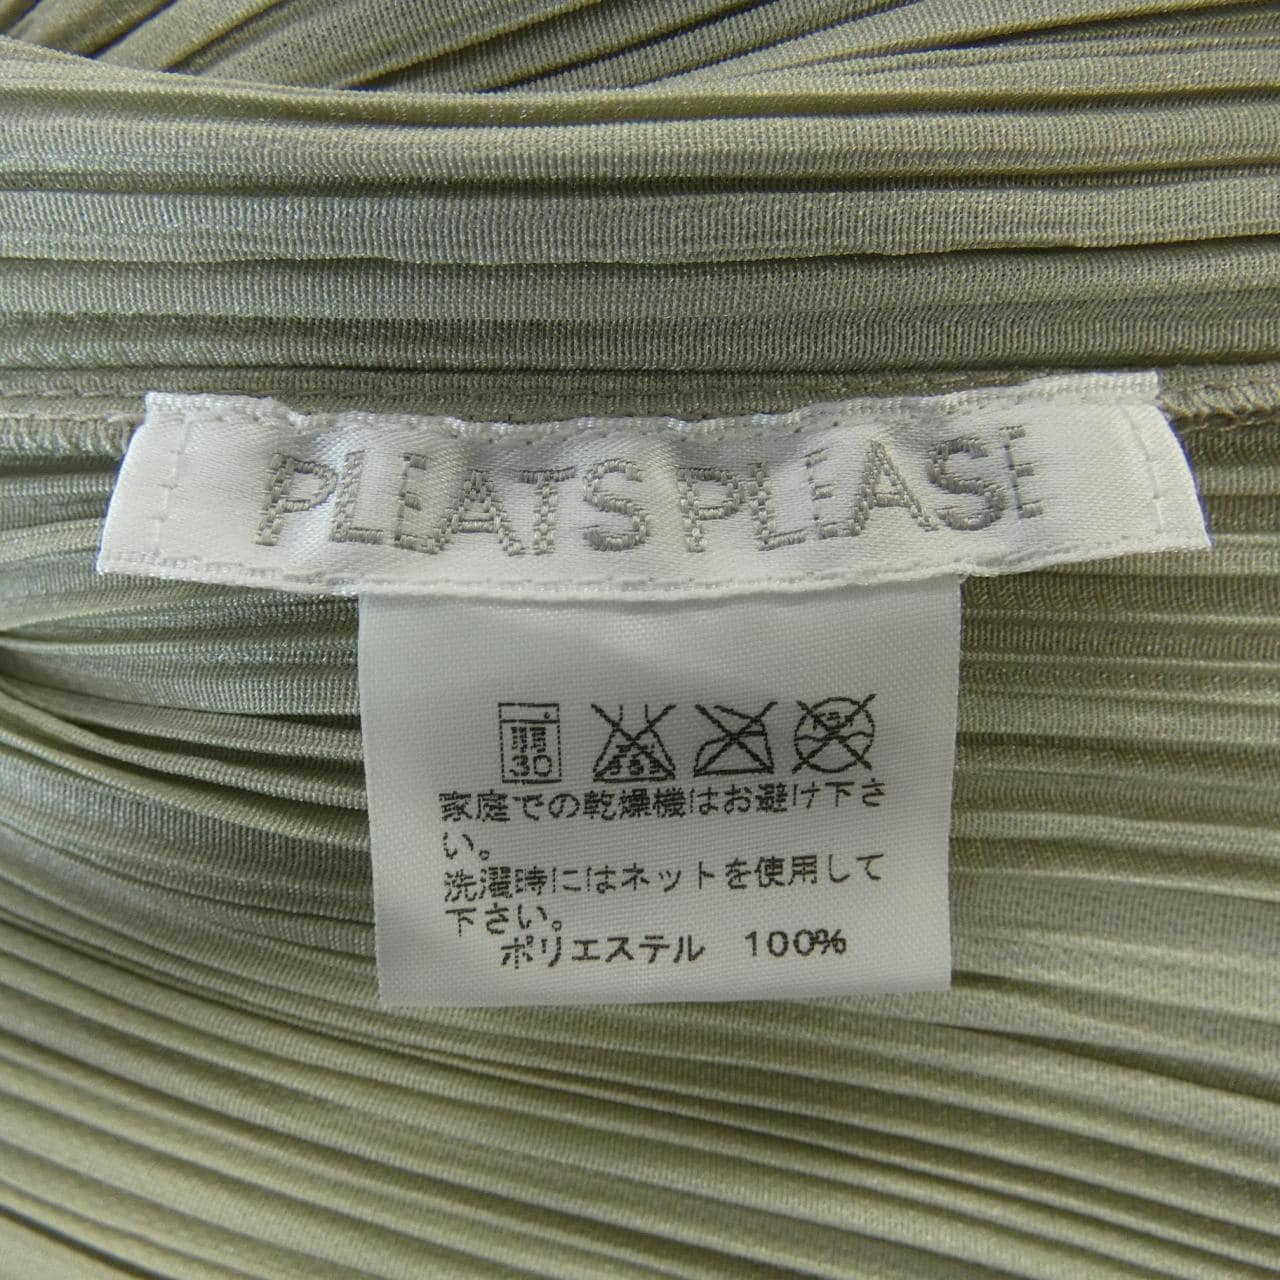 PLEATS PLEASE
弱
30
家庭での乾燥機はお避け下さ
い。
洗濯時にはネットを使用して
下さい。
ポリエステル 100%